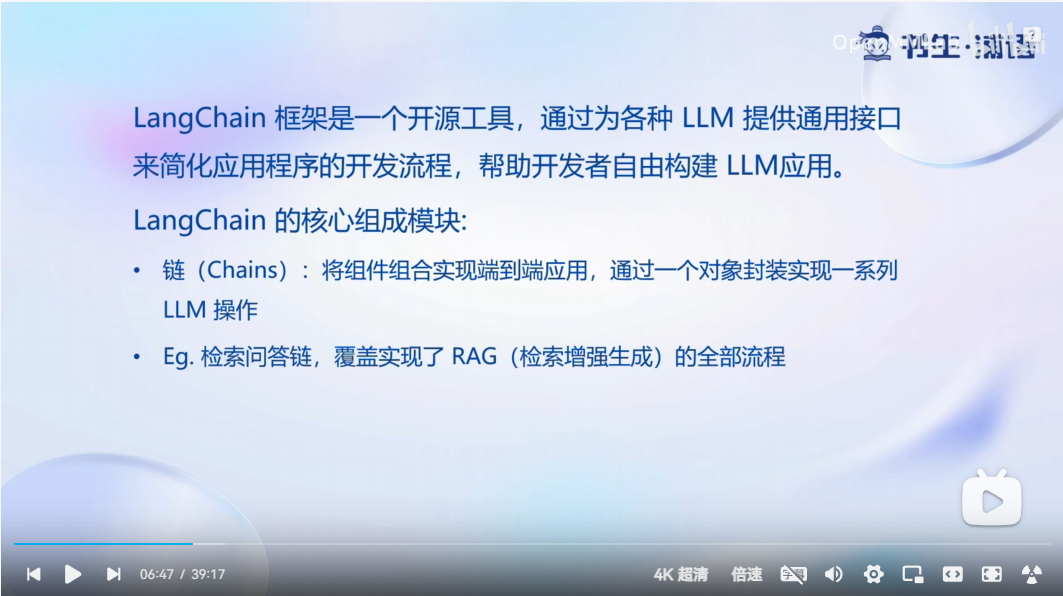 书生·浦语
LangChain 框架是一个开源工具，通过为各种 LLM 提供通用接口
来简化应用程序的开发流程，帮助开发者自由构建 LLM应用。
LangChain 的核心组成模块:
• 链（Chains）：将组件组合实现端到端应用，通过一个对象封装实现一系列
LLM 操作
• Eg. 检索问答链，覆盖实现了 RAG（检索增强生成）的全部流程
06:47 / 39:17
4K 超清
倍速